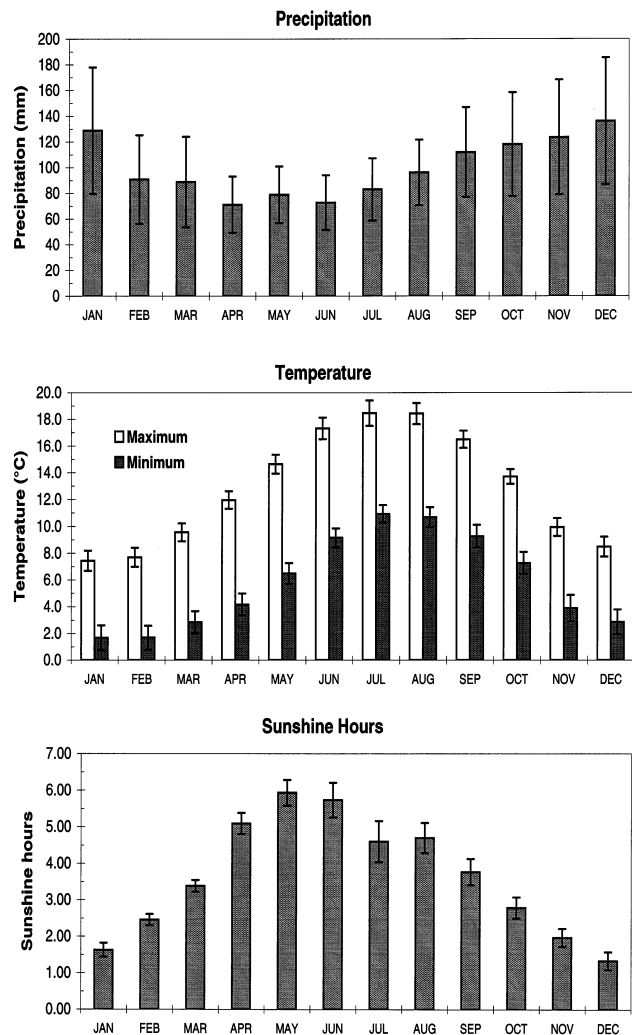 Precipitation
Precipitation (mm)
200
180
160
140
120
100
80
60
40
20
0
JAN FEB MAR APR MAY JUN JUL AUG SEP OCT NOV DEC
Temperature
Temperature (°C)
20.0
18.0
16.0
14.0
12.0
10.0
8.0
6.0
4.0
2.0
0.0
Maximum
Minimum
JAN FEB MAR APR MAY JUN JUL AUG SEP OCT NOV DEC
Sunshine Hours
Sunshine hours
7.00
6.00
5.00
4.00
3.00
2.00
1.00
0.00
JAN FEB MAR APR MAY JUN JUL AUG SEP OCT NOV DEC